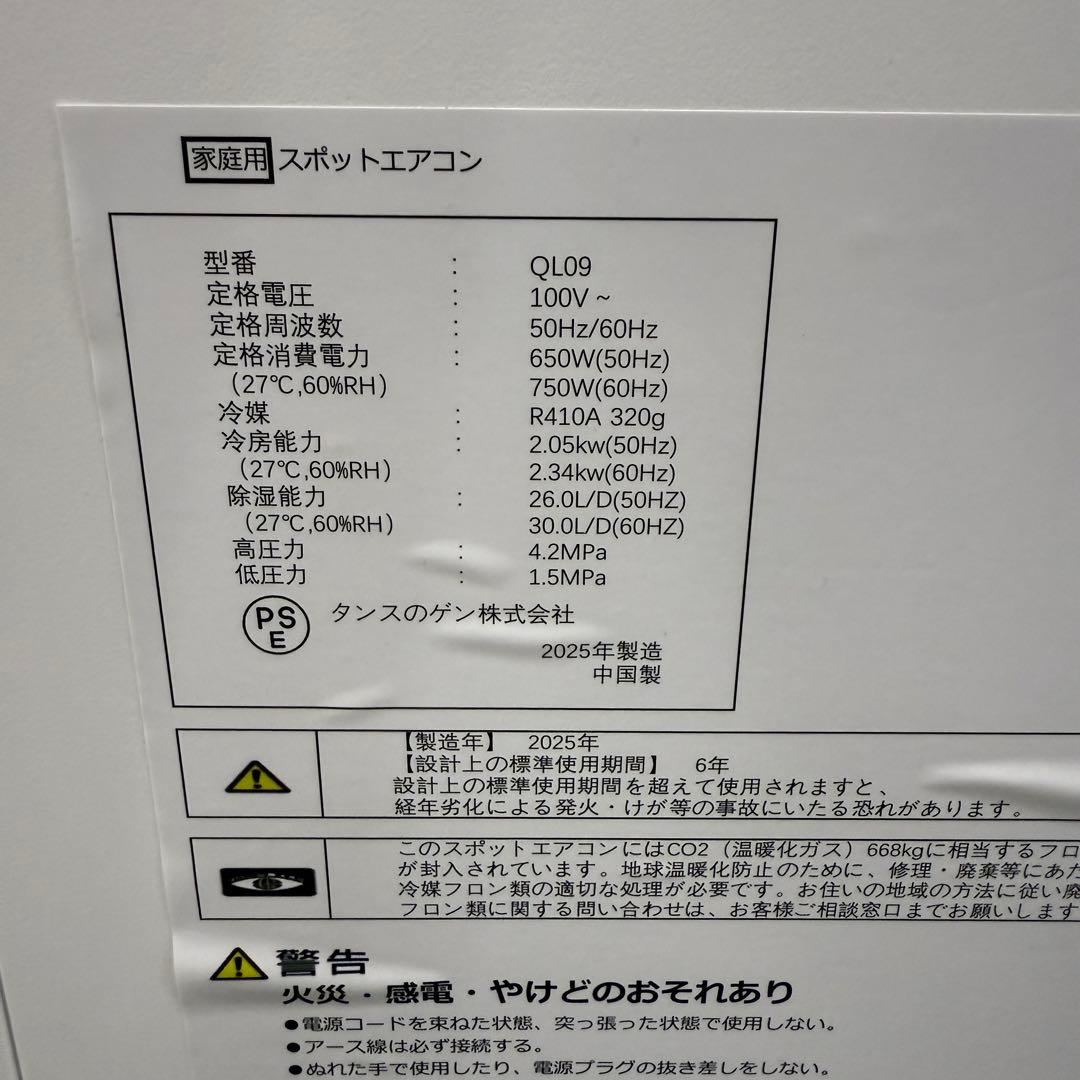 家庭用 スポットエアコン
型番 : QL09
定格電圧 : 100V ~
定格周波数 : 50Hz/60Hz
定格消費電力 : 650W(50Hz)
(27℃,60%RH) 750W(60Hz)
冷媒 : R410A 320g
冷房能力 : 2.05kw(50Hz)
(27℃,60%RH) 2.34kw(60Hz)
除湿能力 : 26.0L/D(50HZ)
(27℃,60%RH) 30.0L/D(60HZ)
高圧力 : 4.2MPa
低圧力 : 1.5MPa
PSE タンスのゲン株式会社
2025年製造
中国製
【製造年】 2025年
【設計上の標準使用期間】 6年
設計上の標準使用期間を超えて使用されますと、
経年劣化による発火・けが等の事故にいたる恐れがあります。
このスポットエアコンにはCO2（温暖化ガス）668kgに相当するフロ
が封入されています。地球温暖化防止のために、修理・廃棄等にあた
冷媒フロン類の適切な処理が必要です。お住いの地域の方法に従い廃
フロン類に関する問い合わせは、お客様ご相談窓口までお願いします
警告
火災・感電・やけどのおそれあり
●電源コードを束ねた状態、突っ張った状態で使用しない。
●アース線は必ず接続する。
●ぬれた手で使用したり、電源プラグの抜き差しをしない。